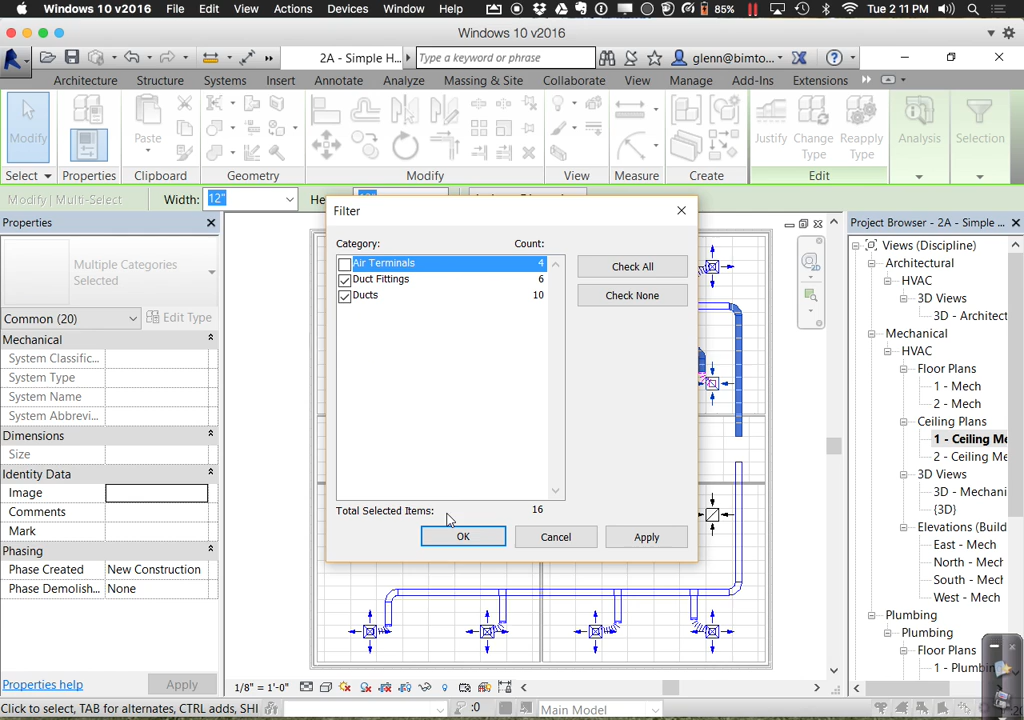 Windows 10 v2016 File Edit View Actions Devices Window Help 85% Tue 2 11 PM
Windows 10 v2016
2A - Simple H... Type a keyword or phrase glenn@bimto...
Architecture Structure Systems Insert Annotate Analyze Massing & Site Collaborate View Manage Add-Ins Extensions
Modify Paste Justify Change Type Reapply Type Analysis Selection
Select Properties Clipboard Geometry Modify View Measure Create Edit
Modify | Multi-Select Width: 12"
Properties
Multiple Categories
Selected
Common (20) Edit Type
Mechanical
System Classific...
System Type
System Name
System Abbrevi...
Dimensions
Size
Identity Data
Image
Comments
Mark
Phasing
Phase Created New Construction
Phase Demolish... None
Properties help Apply
Filter
Category: Count:
Air Terminals 4
Duct Fittings 6
Ducts 10
Check All
Check None
Total Selected Items: 16
OK Cancel Apply
Project Browser - 2A - Simple ...
Views (Discipline)
Architectural
HVAC
3D Views
3D - Architect
Mechanical
HVAC
Floor Plans
1 - Mech
2 - Mech
Ceiling Plans
1 - Ceiling Me
2 - Ceiling Me
3D Views
3D - Mechani
{3D}
Elevations (Build
East - Mech
North - Mech
South - Mech
West - Mech
Plumbing
Plumbing
Floor Plans
1 - Plumbin
1/8" = 1'-0"
Click to select, TAB for alternates, CTRL adds, SHI :0 Main Model